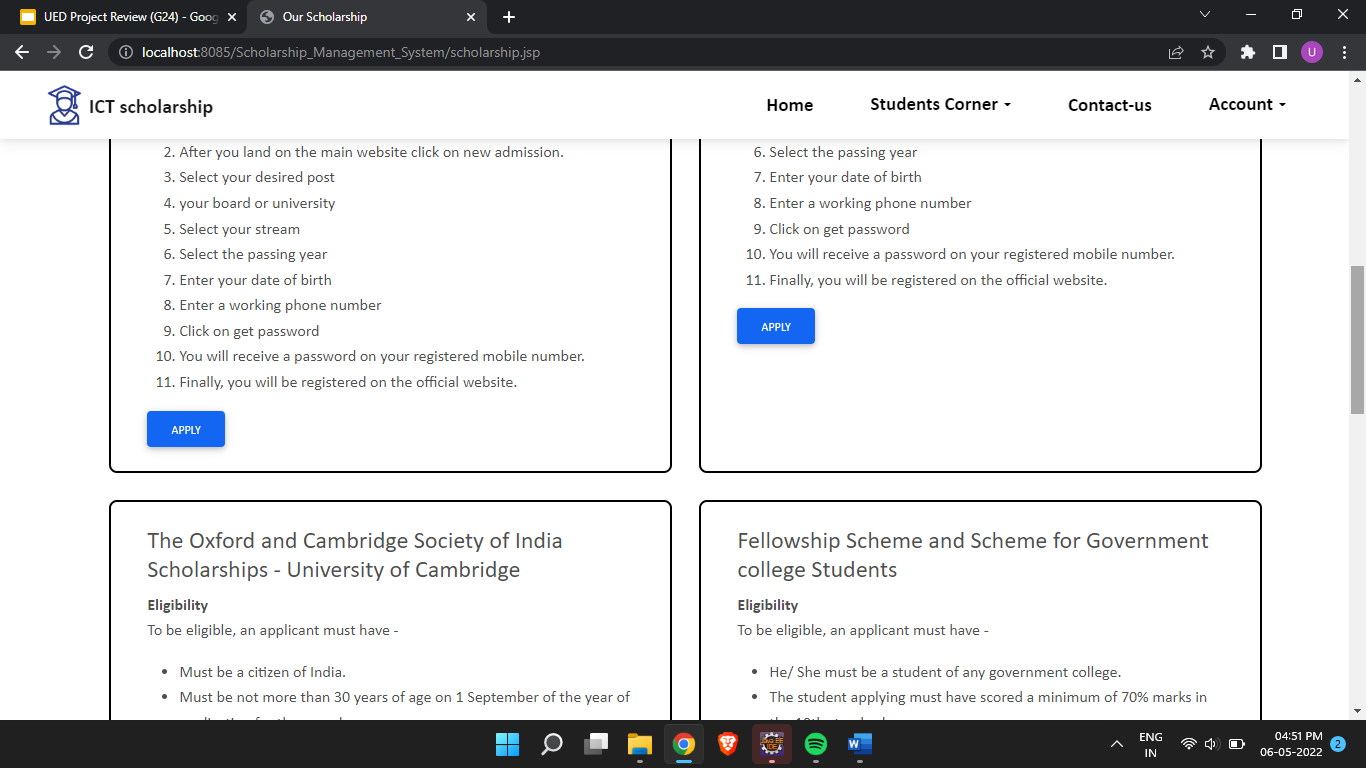 UED Project Review (G24) - Goog
Our Scholarship
localhost:8085/Scholarship_Management_System/scholarship.jsp
U
ICT scholarship
Home
Students Corner
Contact-us
Account
2. After you land on the main website click on new admission.
3. Select your desired post
4. your board or university
5. Select your stream
6. Select the passing year
7. Enter your date of birth
8. Enter a working phone number
9. Click on get password
10. You will receive a password on your registered mobile number.
11. Finally, you will be registered on the official website.
APPLY
6. Select the passing year
7. Enter your date of birth
8. Enter a working phone number
9. Click on get password
10. You will receive a password on your registered mobile number.
11. Finally, you will be registered on the official website.
APPLY
The Oxford and Cambridge Society of India
Scholarships - University of Cambridge
Eligibility
To be eligible, an applicant must have -
Must be a citizen of India.
Must be not more than 30 years of age on 1 September of the year of
Fellowship Scheme and Scheme for Government
college Students
Eligibility
To be eligible, an applicant must have -
He/ She must be a student of any government college.
The student applying must have scored a minimum of 70% marks in
ENG
IN
04:51 PM
06-05-2022
2